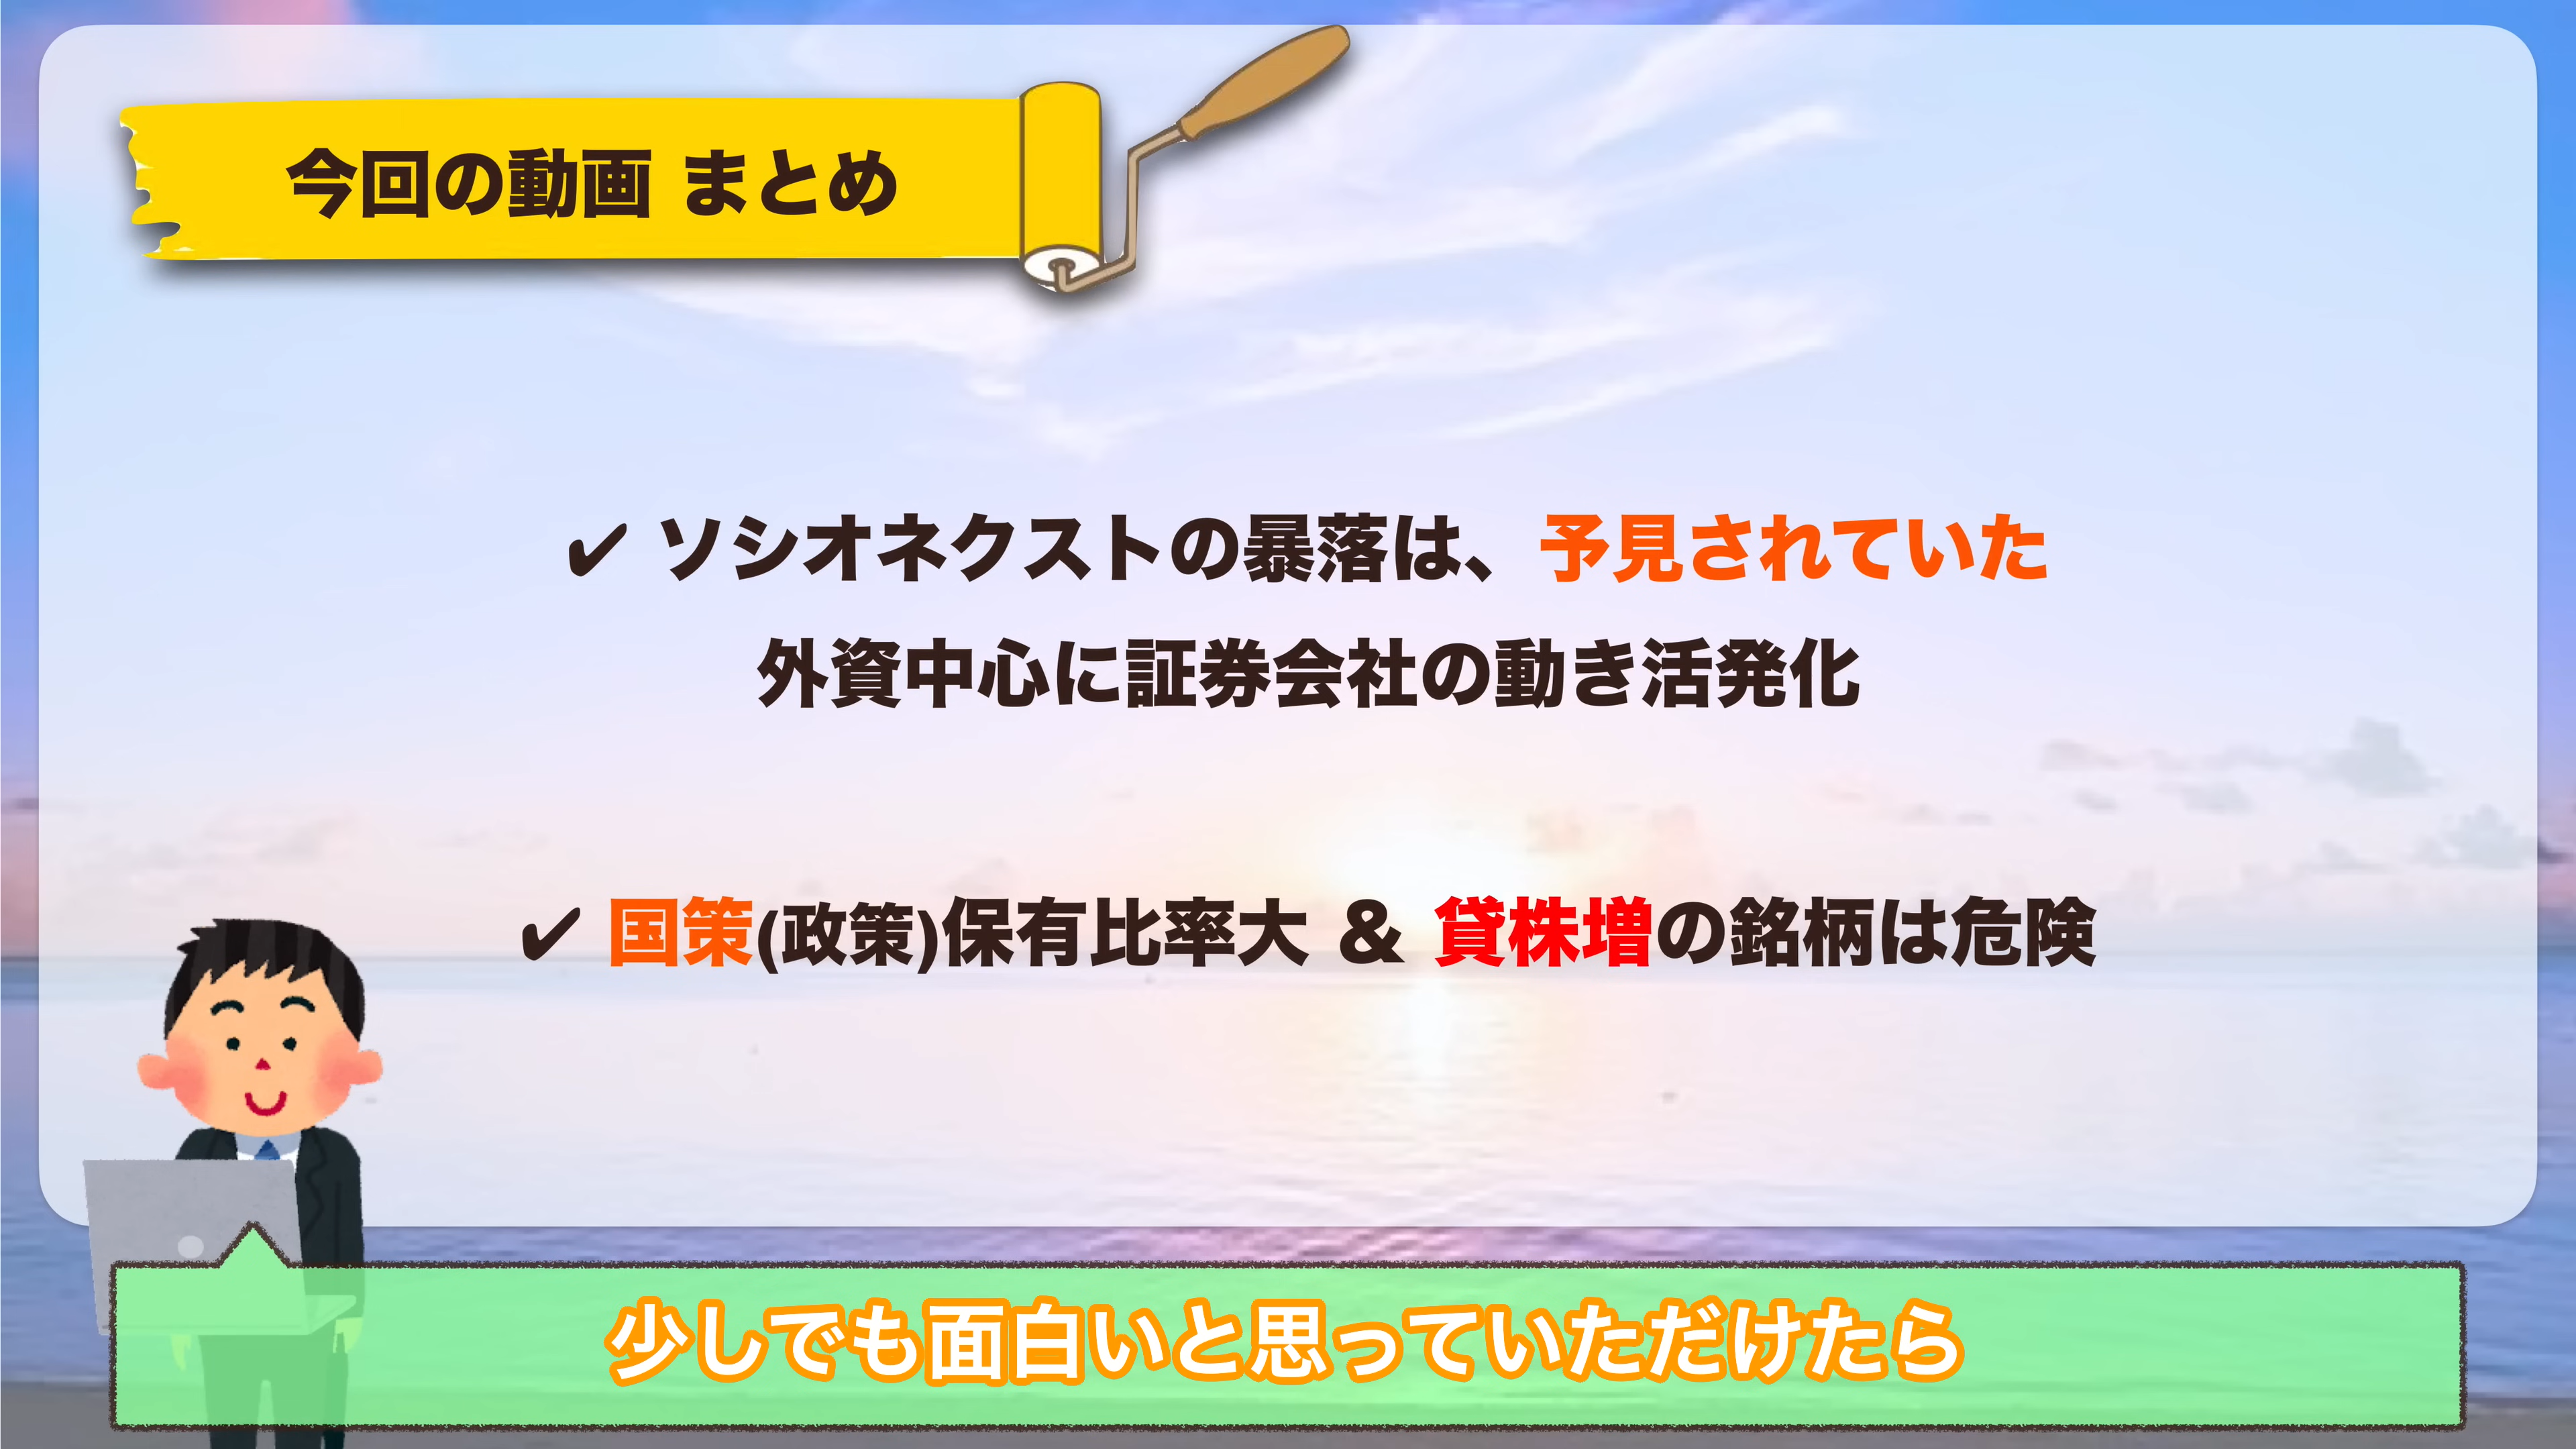 今回の動画 まとめ
✔ ソシオネクストの暴落は、予見されていた
外資中心に証券会社の動き活発化
✔ 国策(政策)保有比率大 & 貸株増の銘柄は危険
少しでも面白いと思っていただけたら